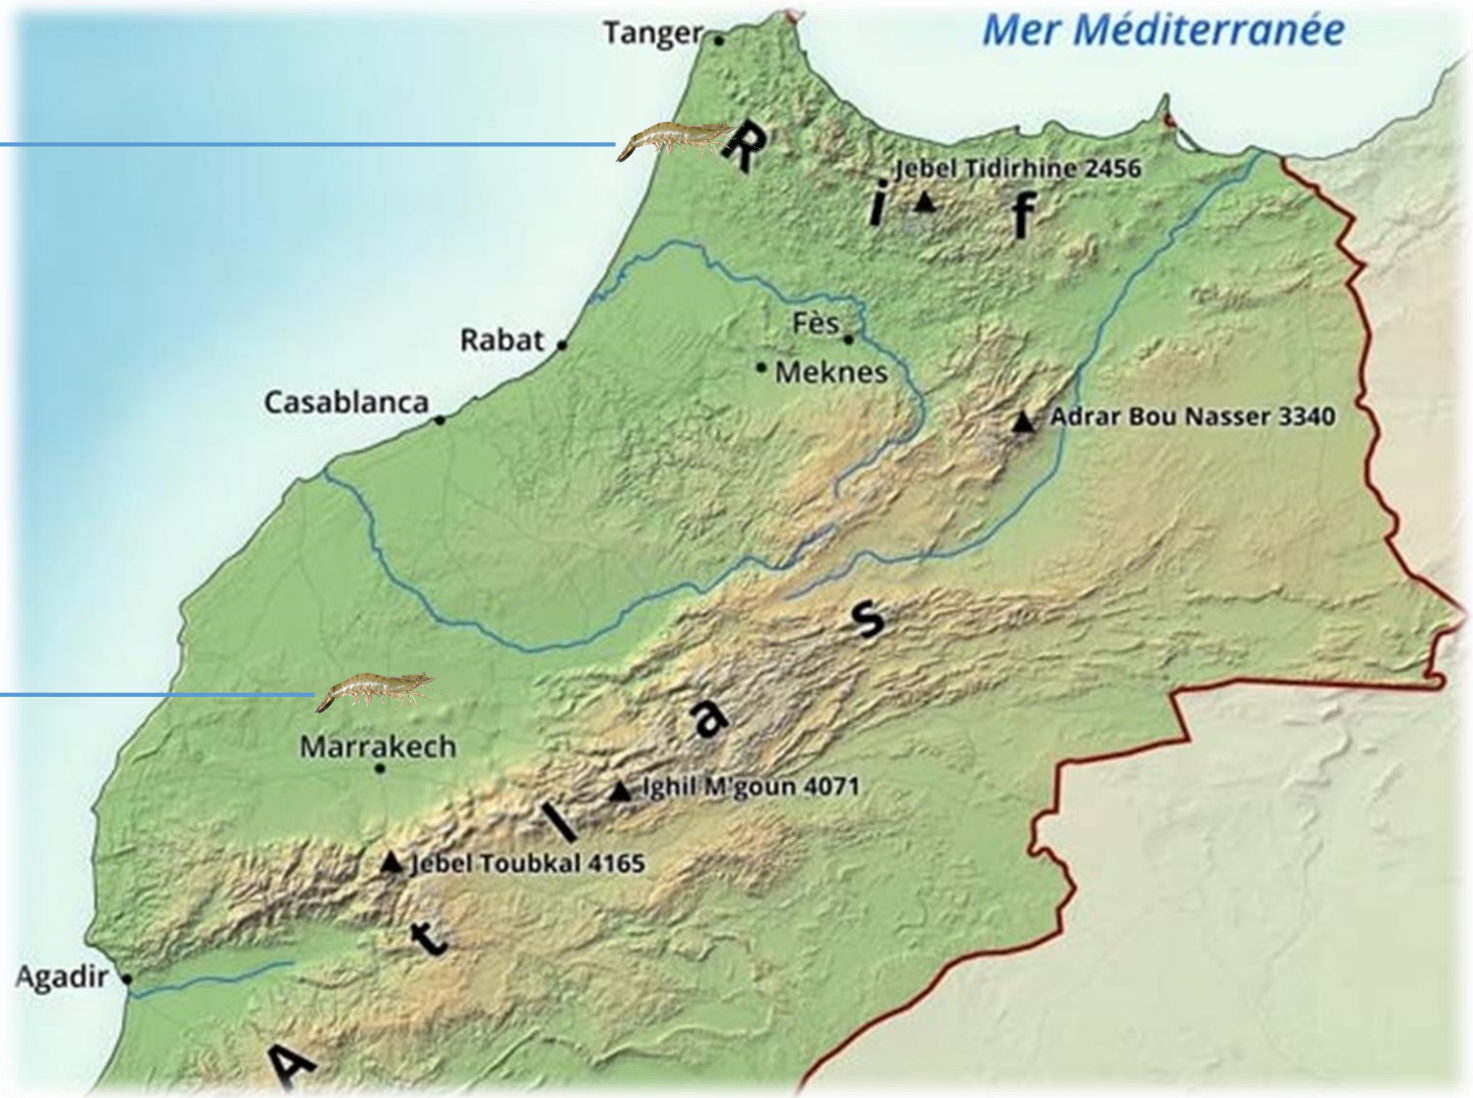 Tanger
Mer Méditerranée
R i f
Jebel Tidirhine 2456
Fès
Rabat
Meknes
Casablanca
Adrar Bou Nasser 3340
Marrakech
Ighil M'goun 4071
Jebel Toubkal 4165
Agadir
A t l a s